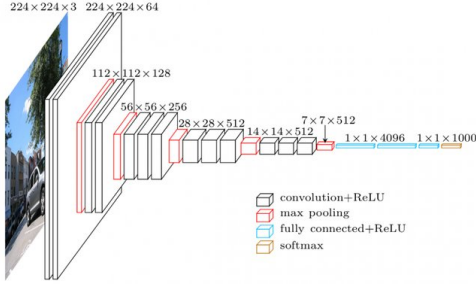 224×224×3 224×224×64
112×112×128
56×56×256
28×28×512
14×14×512
7×7×512
1×1×4096 1×1×1000
convolution+ReLU
max pooling
fully connected+ReLU
softmax